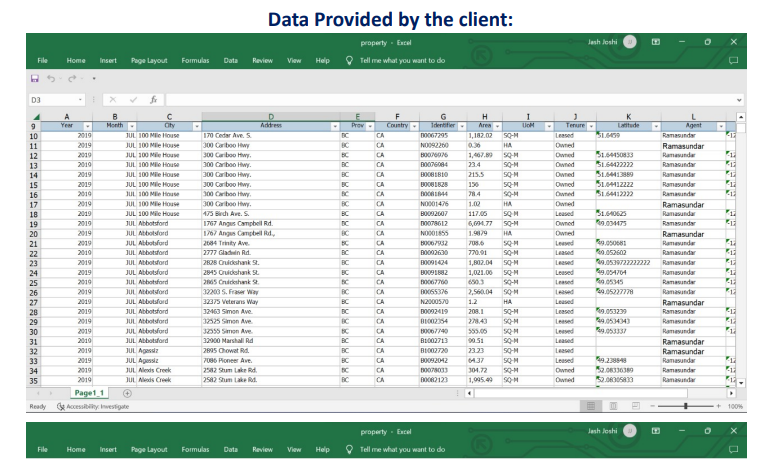 Data Provided by the client:
property - Excel Jash Joshi
File Home Insert Page Layout Formulas Data Review View Help Tell me what you want to do
D3 fx
A B C D E F G H I J K L
9 Year Month City Address Prov Country Identifier Area UoM Tenure Latitude Agent
10 2019 JUL 100 Mile House 170 Cedar Ave. S. BC CA B0067295 1,182.02 SQ-M Leased 51.6459 Ramasundar -12
11 2019 JUL 100 Mile House 300 Cariboo Hwy. BC CA N0092260 0.36 HA Owned Ramasundar
12 2019 JUL 100 Mile House 300 Cariboo Hwy. BC CA B0076976 1,467.89 SQ-M Owned 51.64450833 Ramasundar -12
13 2019 JUL 100 Mile House 300 Cariboo Hwy. BC CA B0076984 23.4 SQ-M Owned 51.64422222 Ramasundar -12
14 2019 JUL 100 Mile House 300 Cariboo Hwy. BC CA B0081810 215.5 SQ-M Owned 51.64413889 Ramasundar -12
15 2019 JUL 100 Mile House 300 Cariboo Hwy. BC CA B0081828 156 SQ-M Owned 51.64412222 Ramasundar -12
16 2019 JUL 100 Mile House 300 Cariboo Hwy. BC CA B0081844 78.4 SQ-M Owned 51.64412222 Ramasundar -12
17 2019 JUL 100 Mile House 300 Cariboo Hwy. BC CA N0001476 1.02 HA Owned Ramasundar
18 2019 JUL 100 Mile House 475 Birch Ave. S. BC CA B0092607 117.05 SQ-M Leased 51.640625 Ramasundar -12
19 2019 JUL Abbotsford 1767 Angus Campbell Rd. BC CA B0078612 6,694.77 SQ-M Owned 49.034475 Ramasundar -12
20 2019 JUL Abbotsford 1767 Angus Campbell Rd., BC CA N0001855 1.9879 HA Owned Ramasundar
21 2019 JUL Abbotsford 2684 Trinity Ave. BC CA B0067932 708.6 SQ-M Leased 49.050681 Ramasundar -12
22 2019 JUL Abbotsford 2777 Gladwin Rd. BC CA B0092630 770.91 SQ-M Leased 49.052602 Ramasundar -12
23 2019 JUL Abbotsford 2828 Cruickshank St. BC CA B0091424 1,802.04 SQ-M Leased 49.0539722222222 Ramasundar -12
24 2019 JUL Abbotsford 2845 Cruickshank St. BC CA B0091882 1,021.06 SQ-M Leased 49.054764 Ramasundar -12
25 2019 JUL Abbotsford 2865 Cruickshank St. BC CA B0067760 650.3 SQ-M Leased 49.05345 Ramasundar -12
26 2019 JUL Abbotsford 32203 S. Fraser Way BC CA B0055376 2,560.04 SQ-M Leased 49.05227778 Ramasundar -12
27 2019 JUL Abbotsford 32375 Veterans Way BC CA N2000570 1.2 HA Leased Ramasundar
28 2019 JUL Abbotsford 32463 Simon Ave. BC CA B0092419 208.1 SQ-M Leased 49.053239 Ramasundar -12
29 2019 JUL Abbotsford 32525 Simon Ave. BC CA B1002354 278.43 SQ-M Leased 49.0534343 Ramasundar -12
30 2019 JUL Abbotsford 32555 Simon Ave. BC CA B0067740 555.05 SQ-M Leased 49.053337 Ramasundar -12
31 2019 JUL Abbotsford 32900 Marshall Rd BC CA B1002713 99.51 SQ-M Leased Ramasundar
32 2019 JUL Agassiz 2895 Chowat Rd. BC CA B1002720 23.23 SQ-M Leased Ramasundar
33 2019 JUL Agassiz 7086 Pioneer Ave. BC CA B0092042 64.37 SQ-M Leased 49.238848 Ramasundar -12
34 2019 JUL Alexis Creek 2582 Stum Lake Rd. BC CA B0078033 304.72 SQ-M Owned 52.08336389 Ramasundar -12
35 2019 JUL Alexis Creek 2582 Stum Lake Rd. BC CA B0082123 1,995.49 SQ-M Owned 52.08305833 Ramasundar -12
Page1_1
Ready Accessibility: Investigate 100%
property - Excel Jash Joshi
File Home Insert Page Layout Formulas Data Review View Help Tell me what you want to do